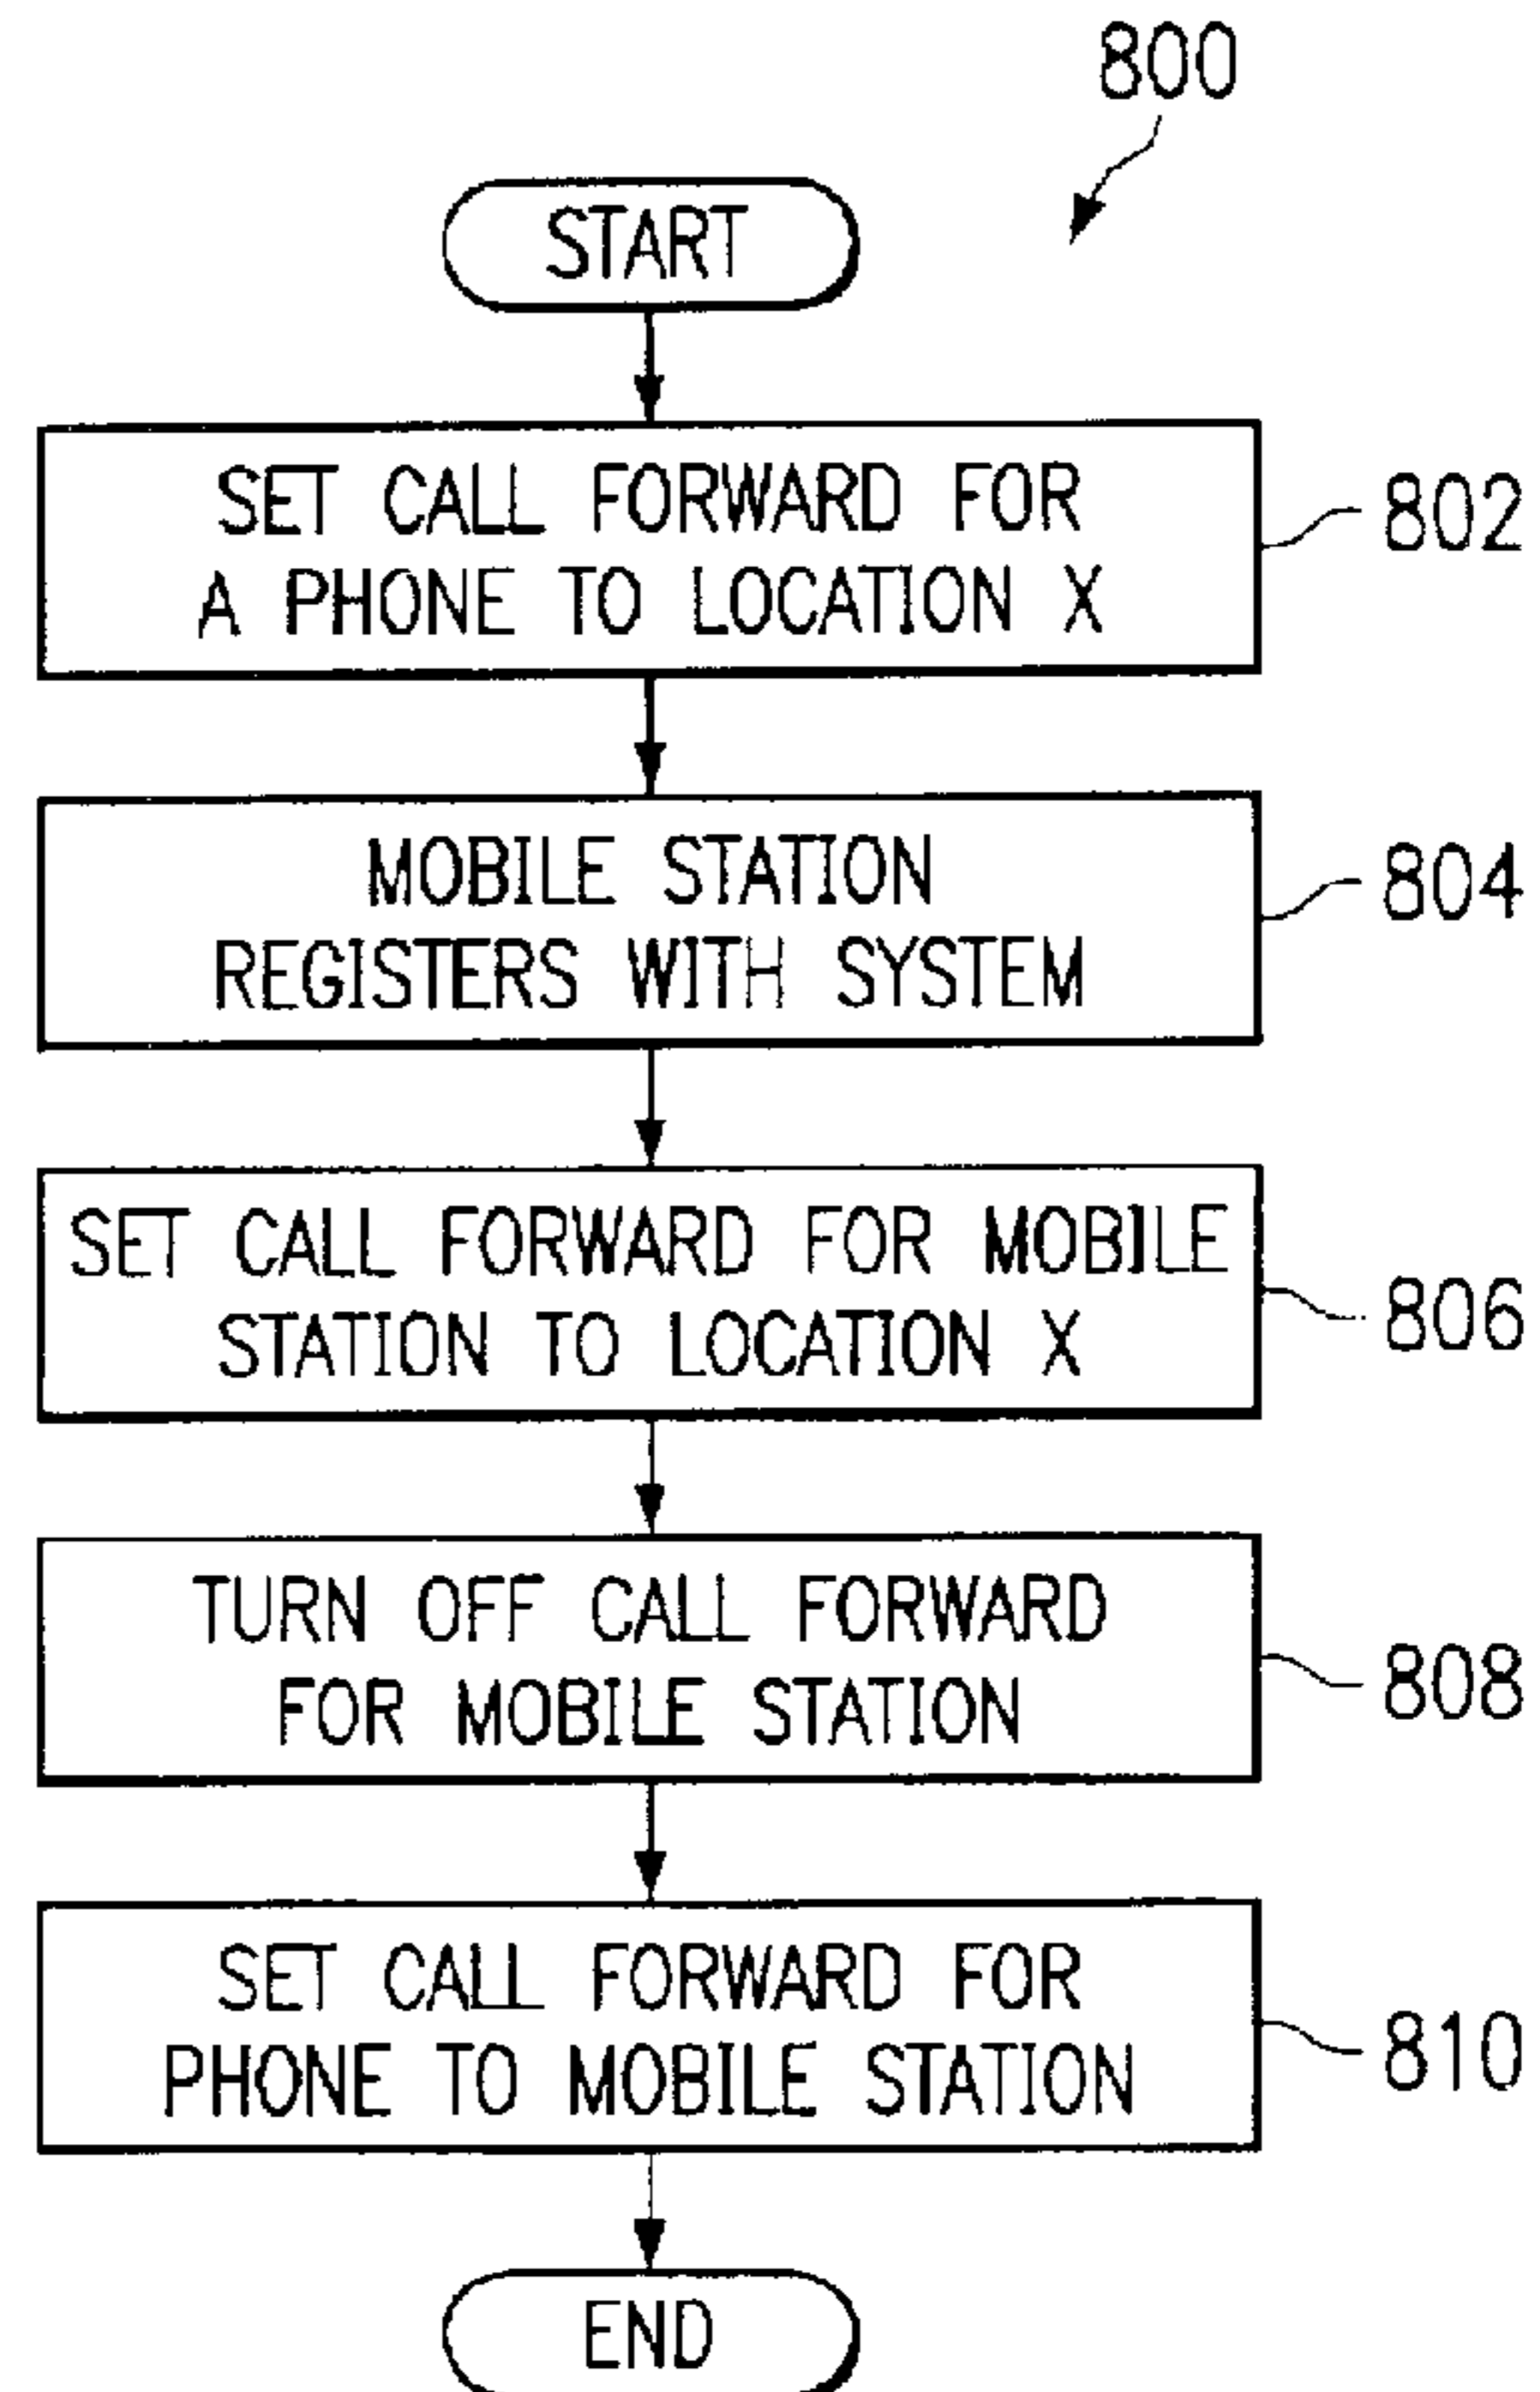 800
START
SET CALL FORWARD FOR
A PHONE TO LOCATION X
802
MOBILE STATION
REGISTERS WITH SYSTEM
804
SET CALL FORWARD FOR MOBILE
STATION TO LOCATION X
806
TURN OFF CALL FORWARD
FOR MOBILE STATION
808
SET CALL FORWARD FOR
PHONE TO MOBILE STATION
810
END